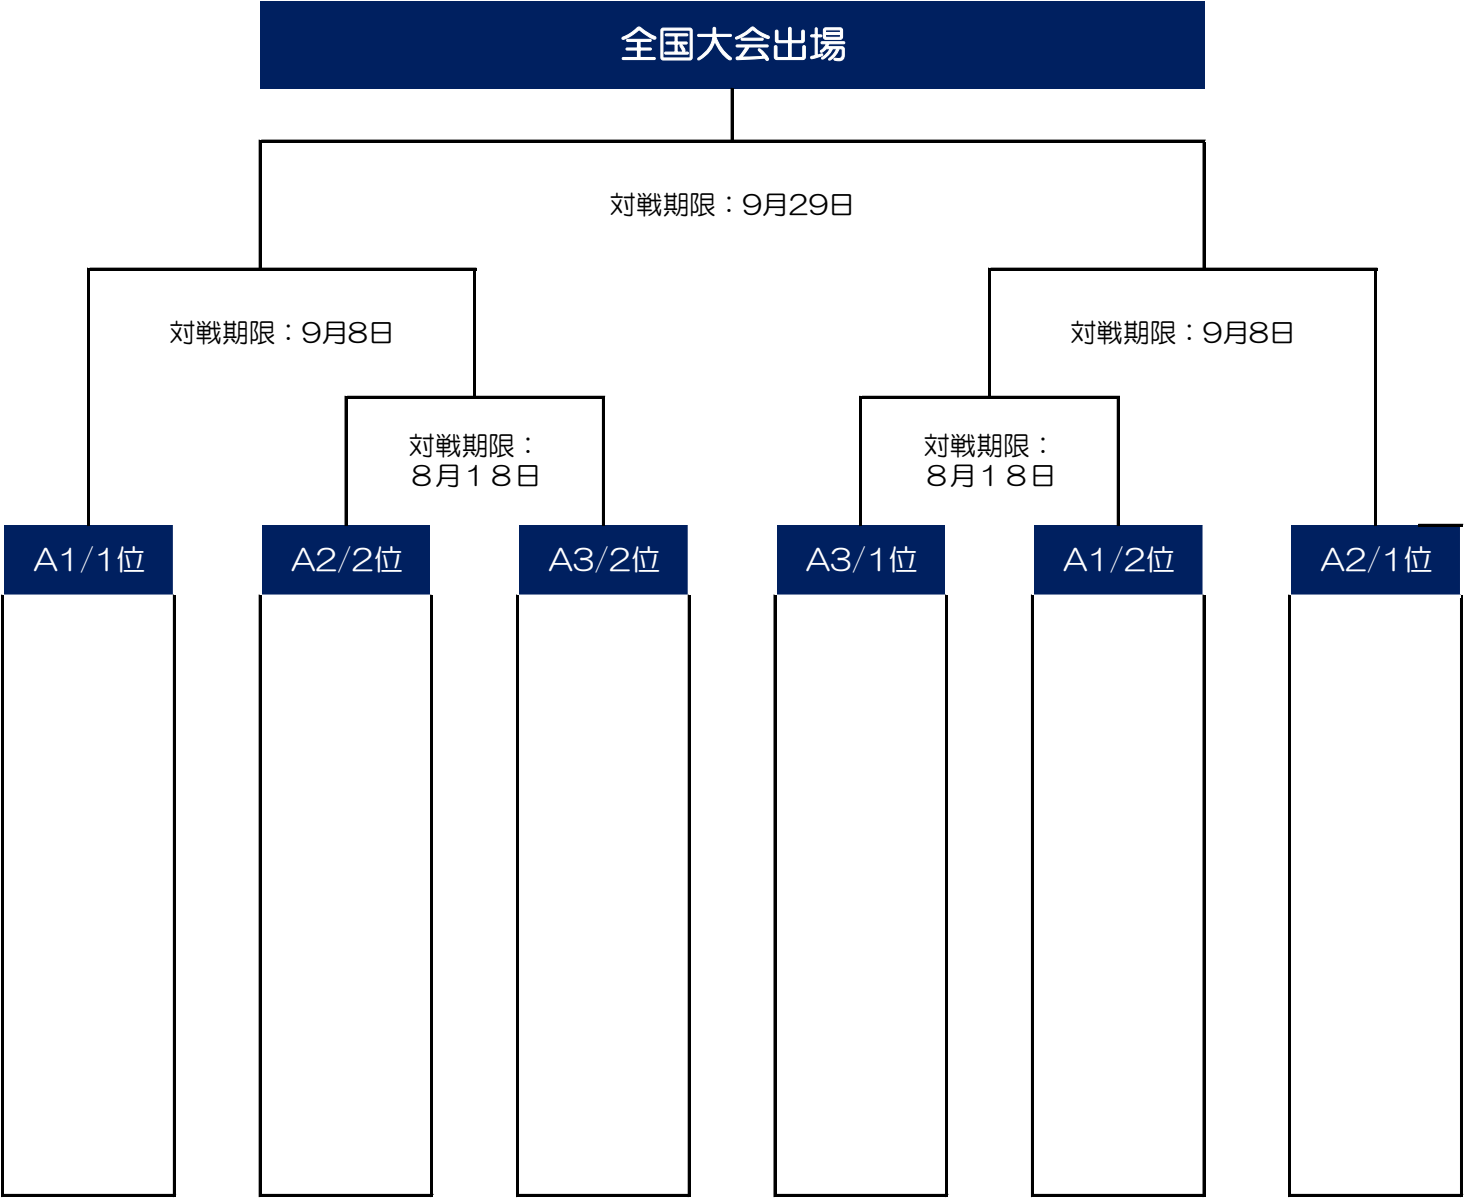 全国大会出場
対戦期限：9月29日
対戦期限：9月8日
対戦期限：9月8日
対戦期限：
８月１８日
対戦期限：
８月１８日
A1/1位
A2/2位
A3/2位
A3/1位
A1/2位
A2/1位